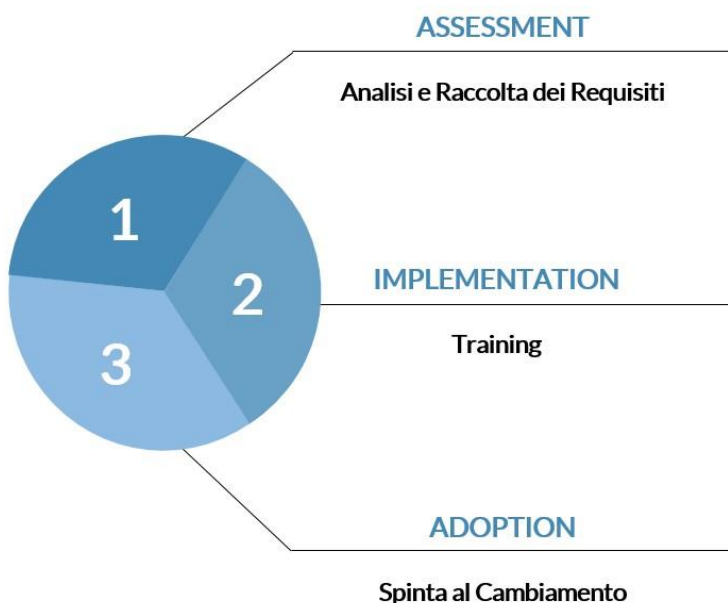 ASSESSMENT
Analisi e Raccolta dei Requisiti
1
2
3
IMPLEMENTATION
Training
ADOPTION
Spinta al Cambiamento